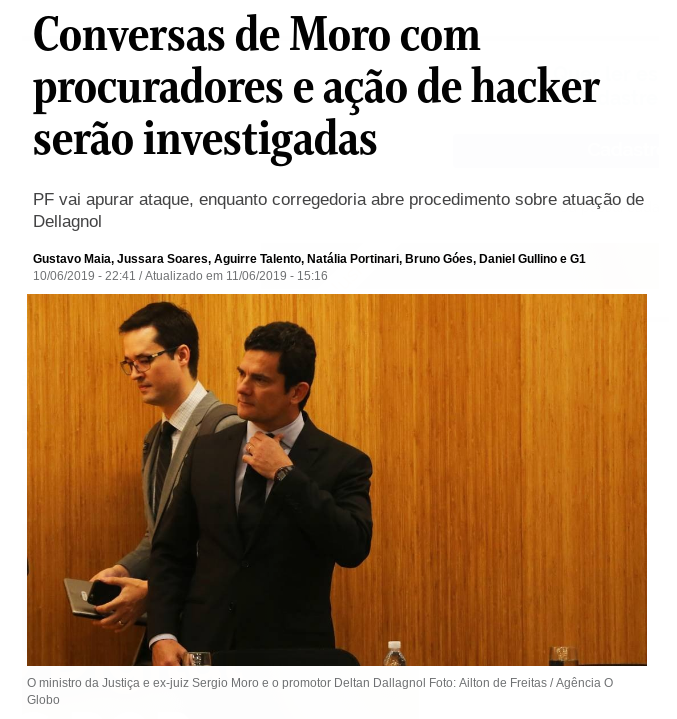 Conversas de Moro com
procuradores e ação de hacker
serão investigadas
PF vai apurar ataque, enquanto corregedoria abre procedimento sobre atuação de
Dellagnol
Gustavo Maia, Jussara Soares, Aguirre Talento, Natália Portinari, Bruno Góes, Daniel Gullino e G1
10/06/2019 - 22:41 / Atualizado em 11/06/2019 - 15:16
O ministro da Justiça e ex-juiz Sergio Moro e o promotor Deltan Dallagnol Foto: Ailton de Freitas / Agência O
Globo